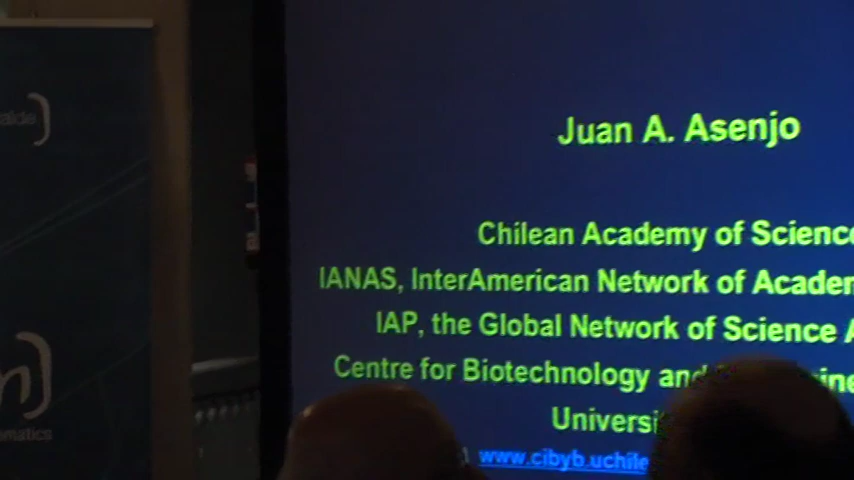 Juan A. Asenjo
Chilean Academy of Science
IANAS, InterAmerican Network of Academ
IAP, the Global Network of Science A
Centre for Biotechnology and
Universi
www.cibyb.uchile
ematics